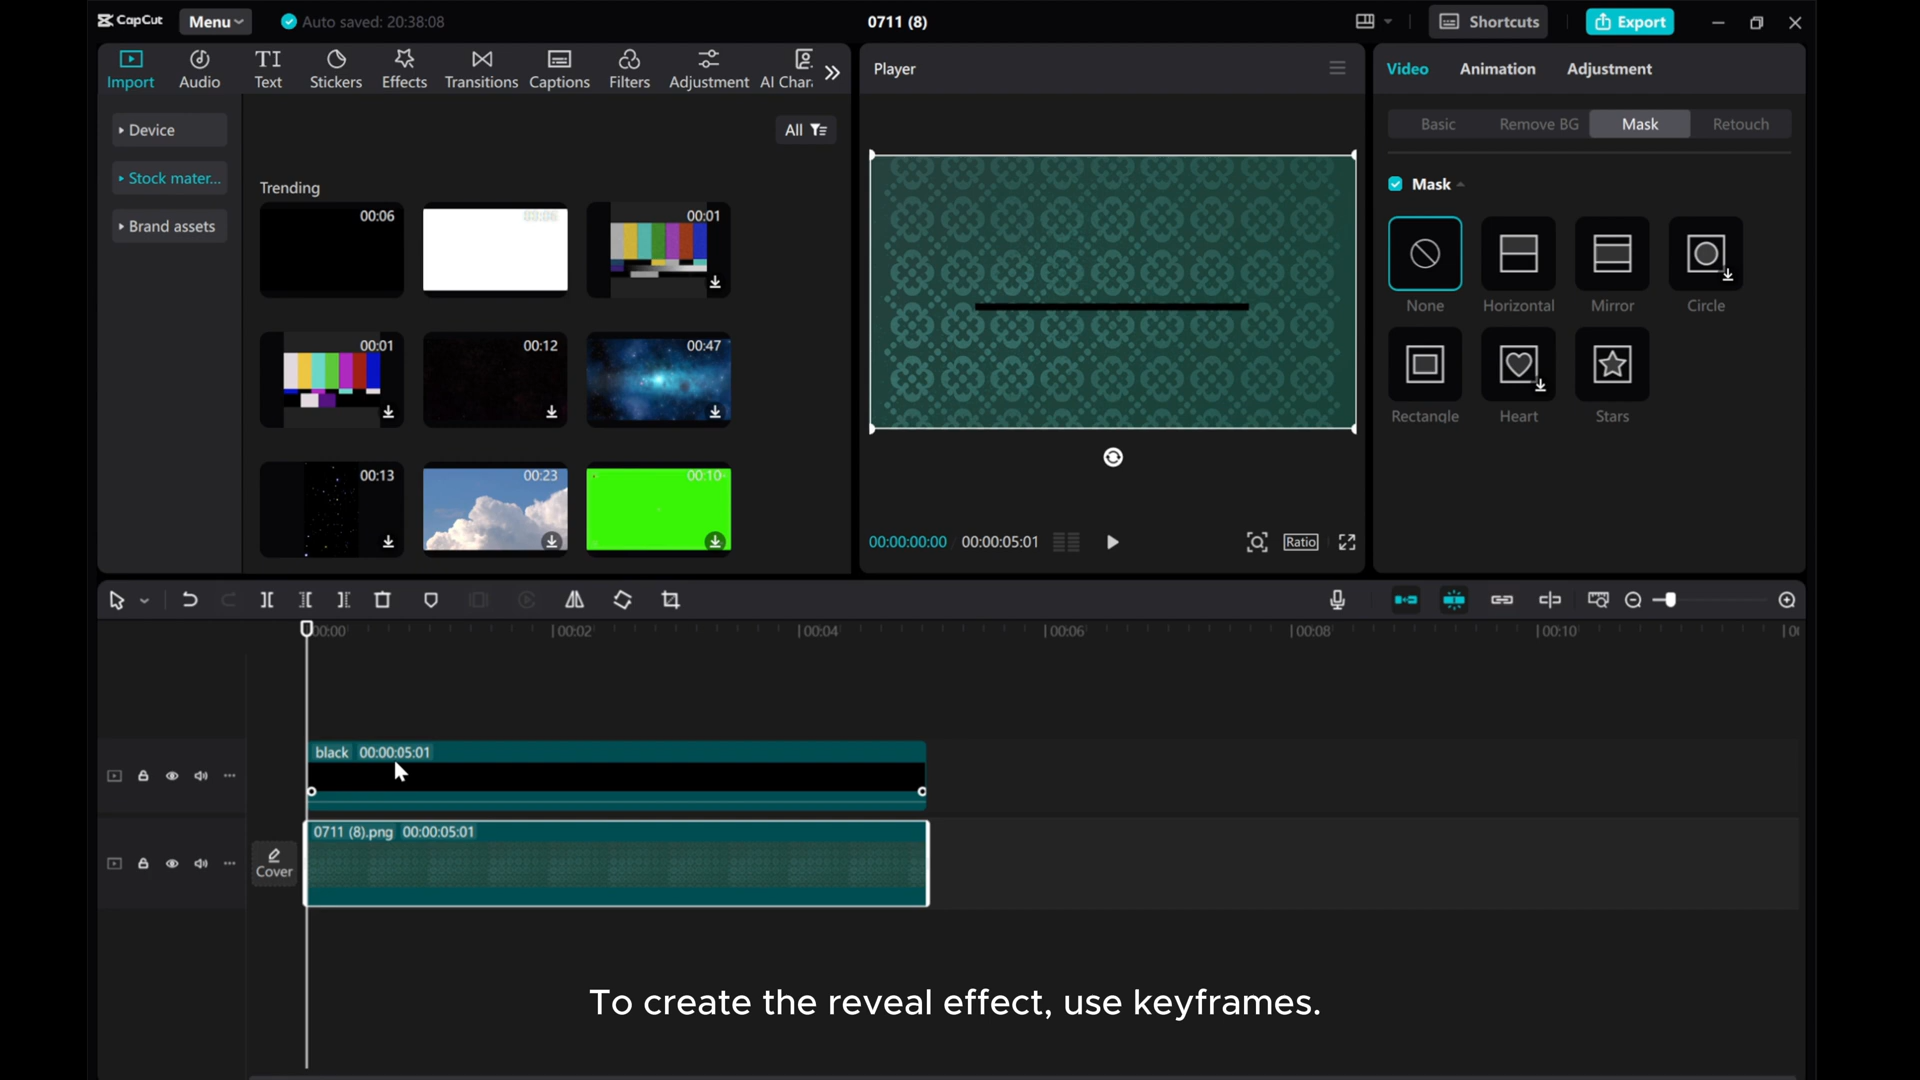 CapCut
Menu
Auto saved: 20:38:08
0711 (8)
Shortcuts
Export
Import
Audio
TI
Text
Stickers
Effects
Transitions
Captions
Filters
Adjustment
AI Char
Device
Stock mater...
Brand assets
All
Trending
00:06
00:06
00:01
00:01
00:12
00:47
00:13
00:23
00:10
Player
00:00:00:00
00:00:05:01
Ratio
Video
Animation
Adjustment
Basic
Remove BG
Mask
Retouch
Mask
None
Horizontal
Mirror
Circle
Rectangle
Heart
Stars
00:00
00:02
00:04
00:06
00:08
00:10
black 00:00:05:01
Cover
0711 (8).png 00:00:05:01
To create the reveal effect, use keyframes.